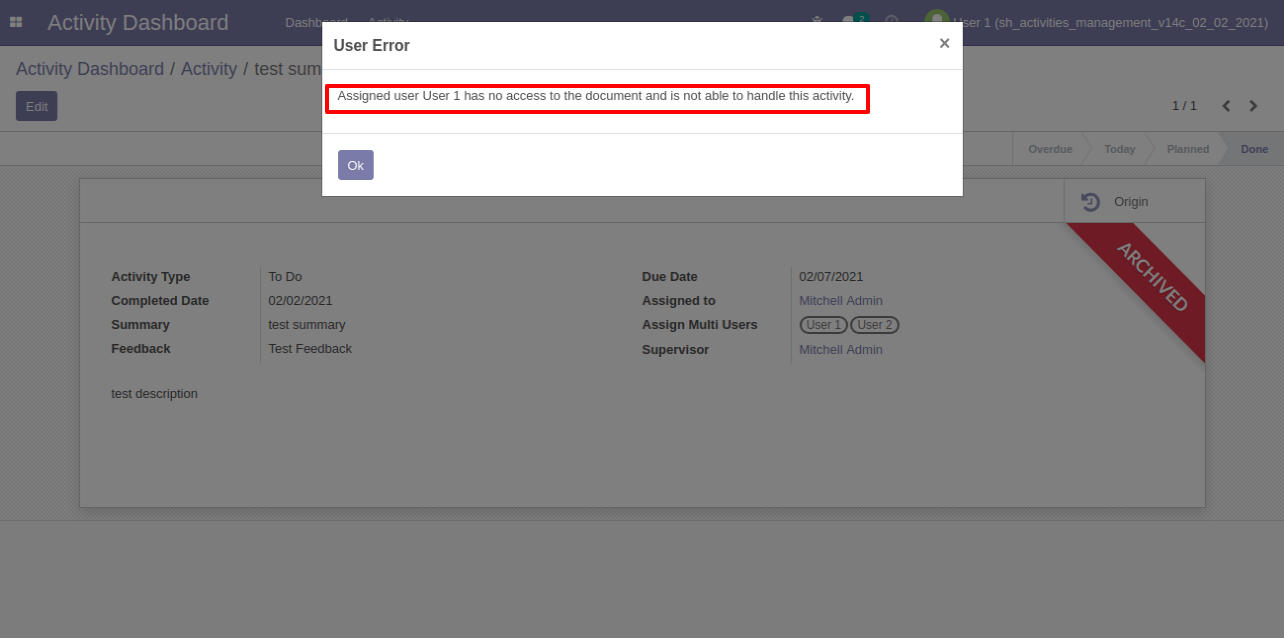 Activity Dashboard
Dashboard Activity
2
User 1 (sh_activities_management_v14c_02_02_2021)
User Error ×
Assigned user User 1 has no access to the document and is not able to handle this activity.
Ok
Activity Dashboard / Activity / test sum
Edit
1 / 1
Overdue Today Planned Done
Origin
ARCHIVED
Activity Type To Do
Completed Date 02/02/2021
Summary test summary
Feedback Test Feedback
Due Date 02/07/2021
Assigned to Mitchell Admin
Assign Multi Users User 1 User 2
Supervisor Mitchell Admin
test description